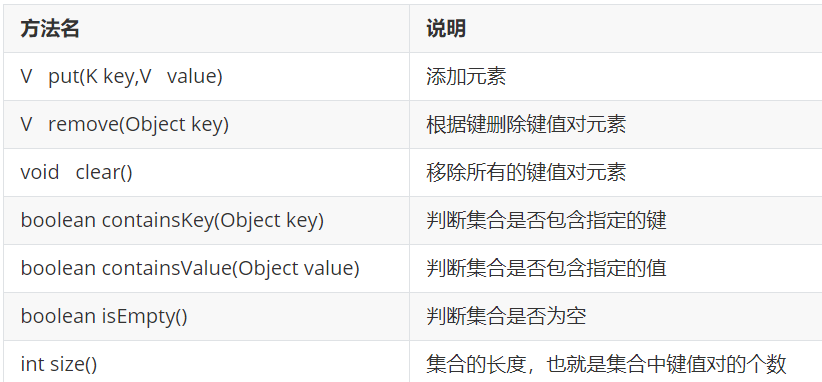 方法名 说明
V put(K key,V value) 添加元素
V remove(Object key) 根据键删除键值对元素
void clear() 移除所有的键值对元素
boolean containsKey(Object key) 判断集合是否包含指定的键
boolean containsValue(Object value) 判断集合是否包含指定的值
boolean isEmpty() 判断集合是否为空
int size() 集合的长度，也就是集合中键值对的个数